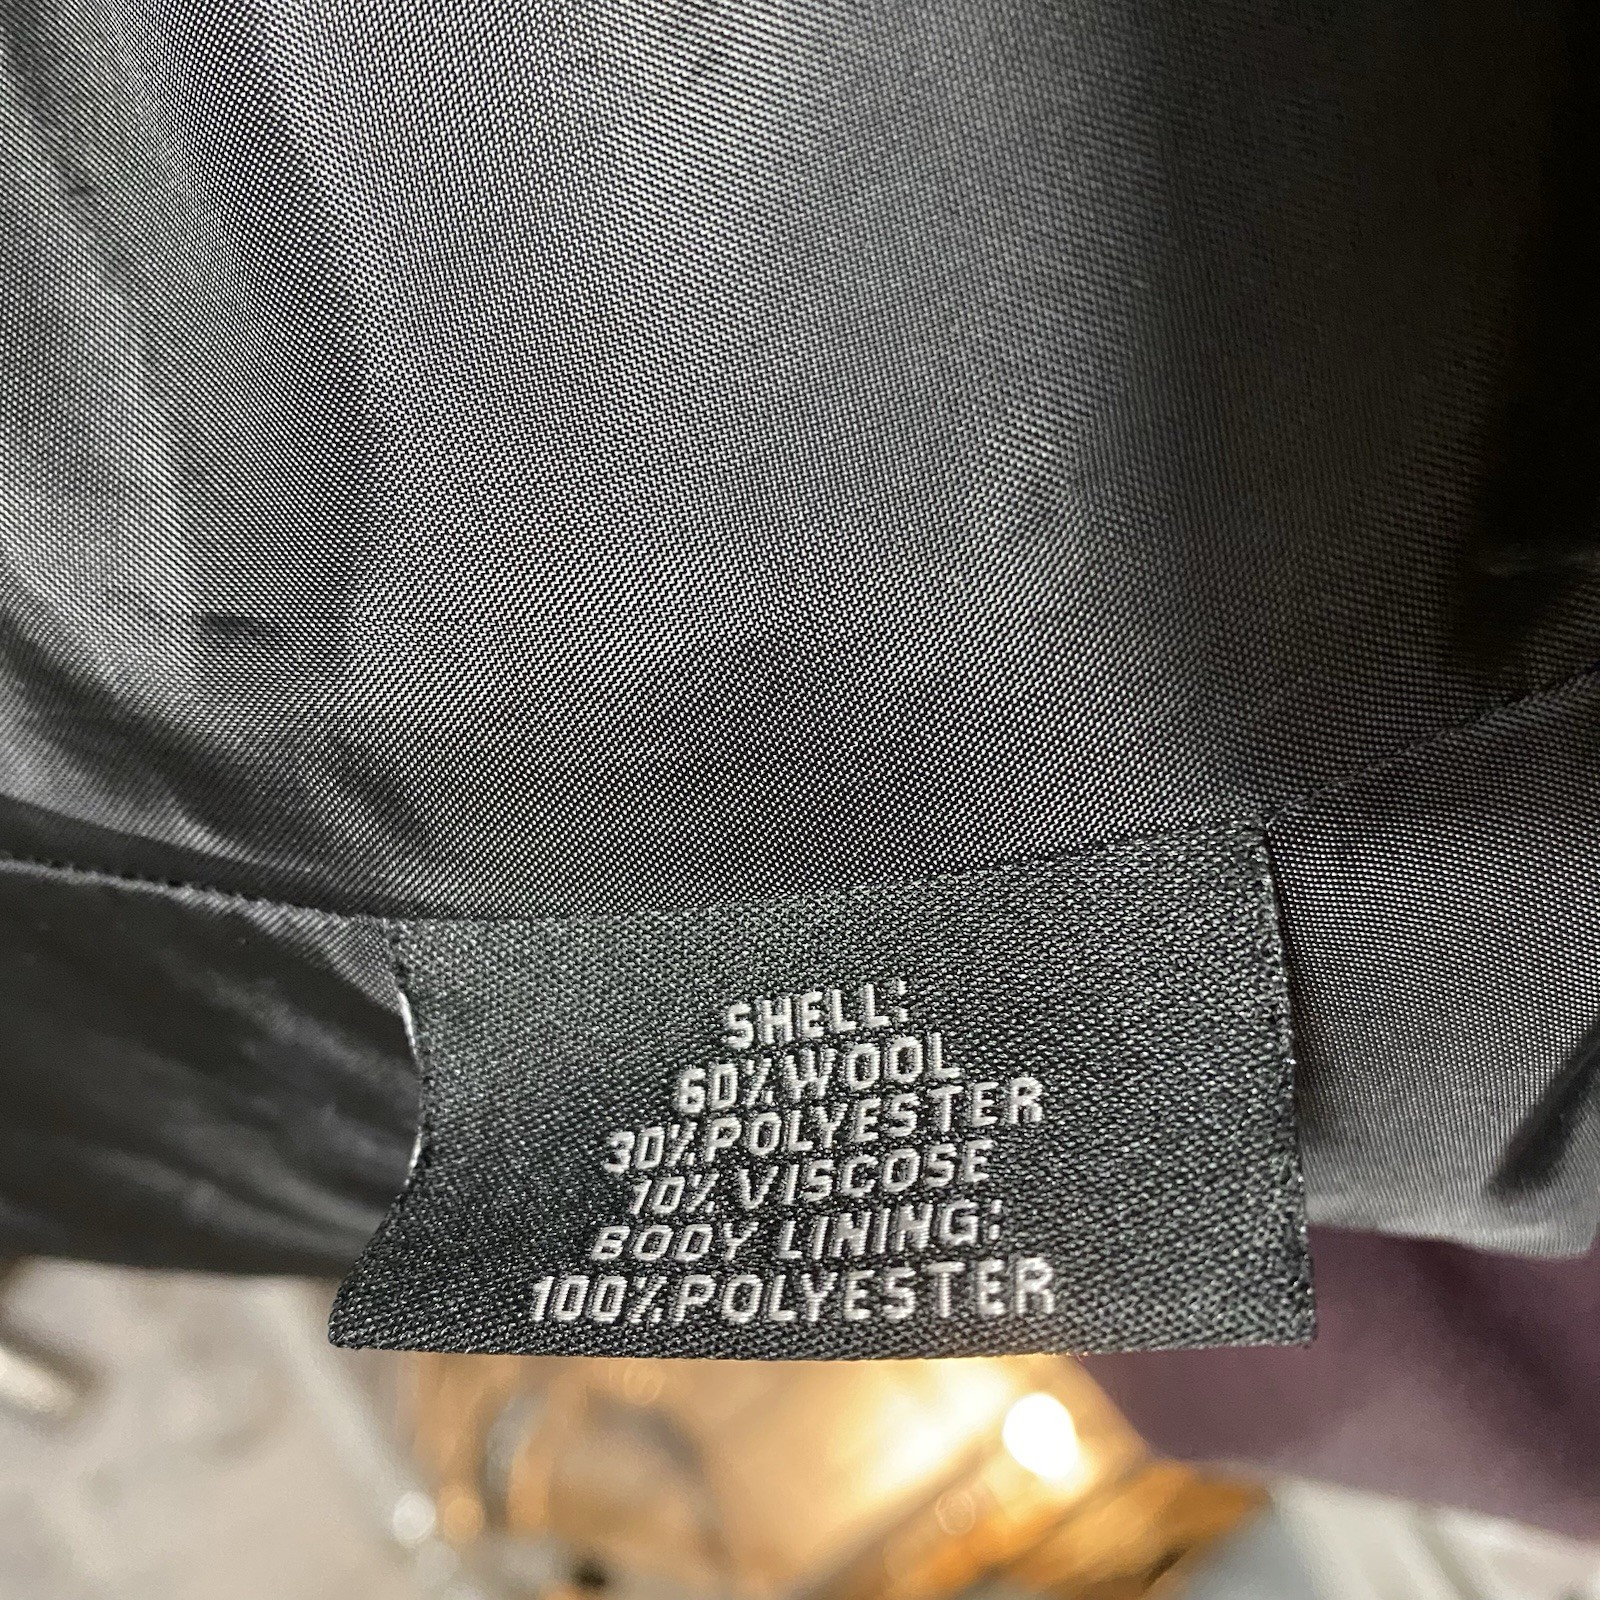 SHELL:
60% WOOL
30% POLYESTER
10% VISCOSE
BODY LINING:
100% POLYESTER